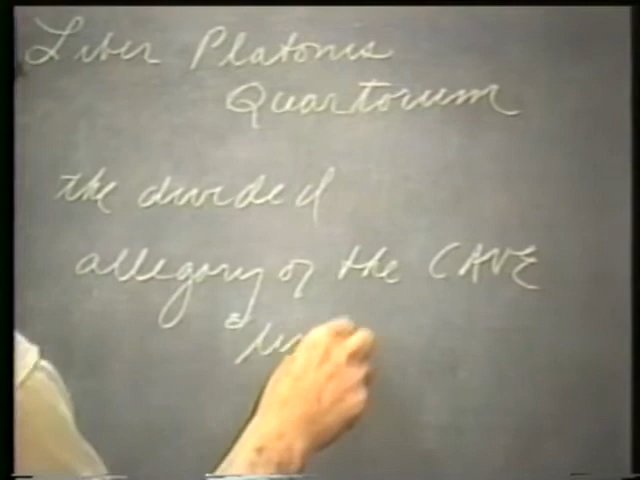 Liber Platonis
Quartorum
the divided
allegory of the CAVE